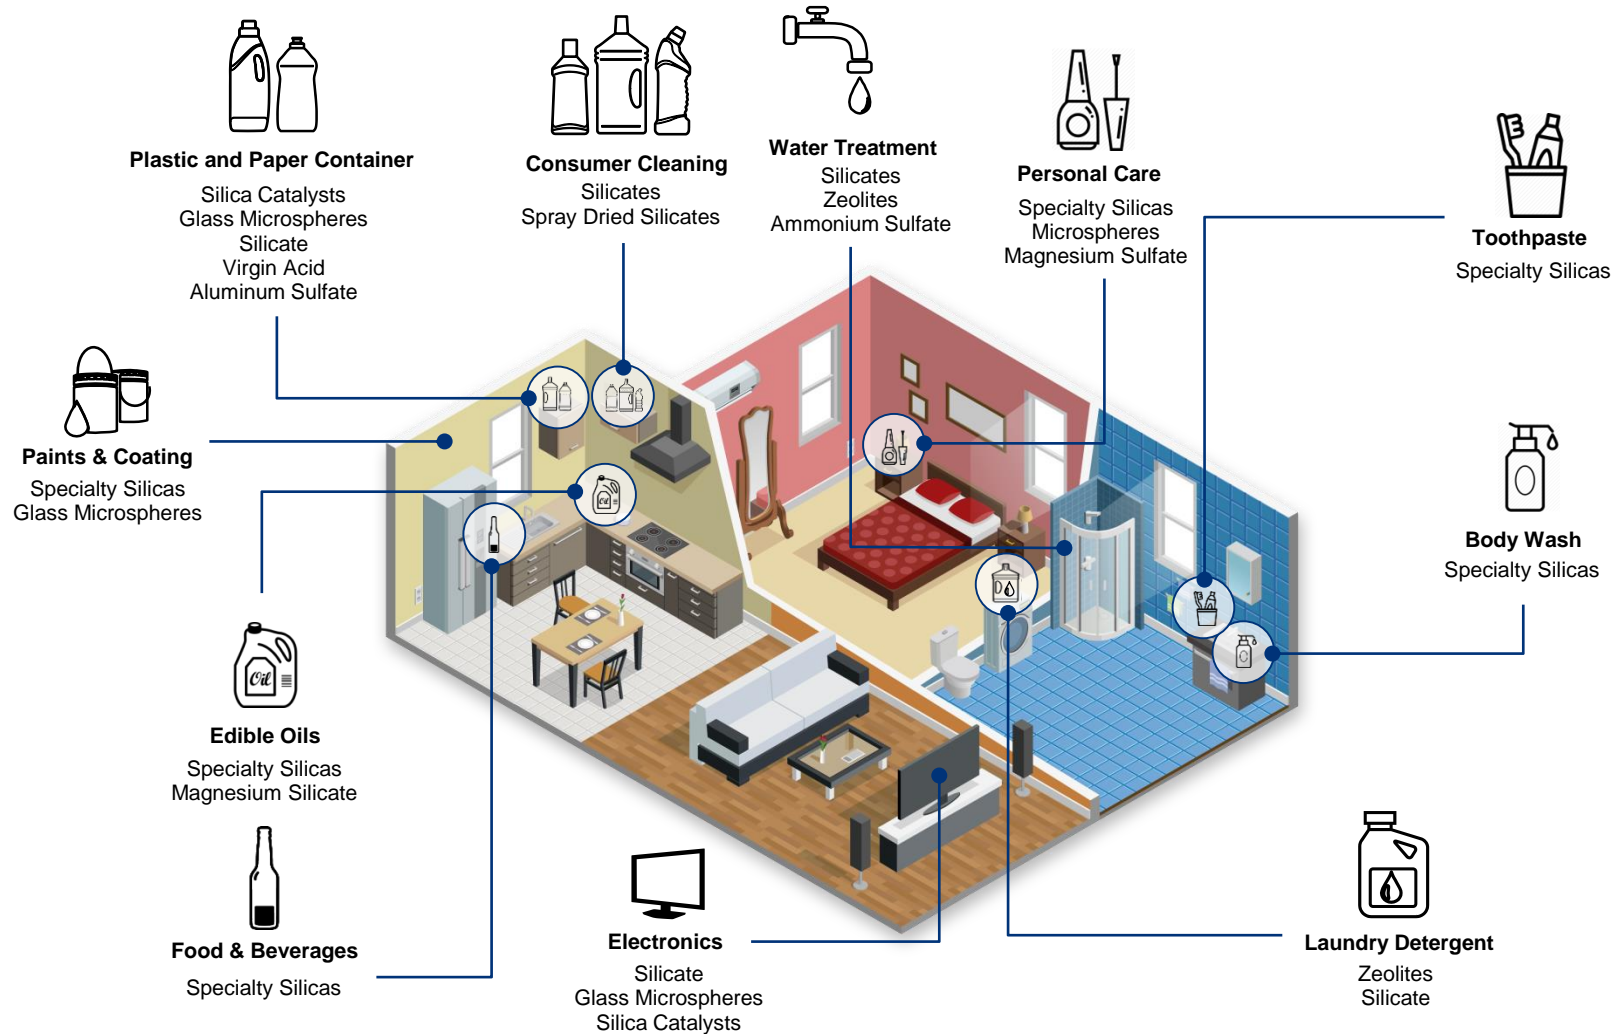 Plastic and Paper Container
Silica Catalysts
Glass Microspheres
Silicate
Virgin Acid
Aluminum Sulfate
Consumer Cleaning
Silicates
Spray Dried Silicates
Water Treatment
Silicates
Zeolites
Ammonium Sulfate
Personal Care
Specialty Silicas
Microspheres
Magnesium Sulfate
Toothpaste
Specialty Silicas
Paints & Coating
Specialty Silicas
Glass Microspheres
Oil
Body Wash
Specialty Silicas
Oil
Edible Oils
Specialty Silicas
Magnesium Silicate
Food & Beverages
Specialty Silicas
Electronics
Silicate
Glass Microspheres
Silica Catalysts
Laundry Detergent
Zeolites
Silicate